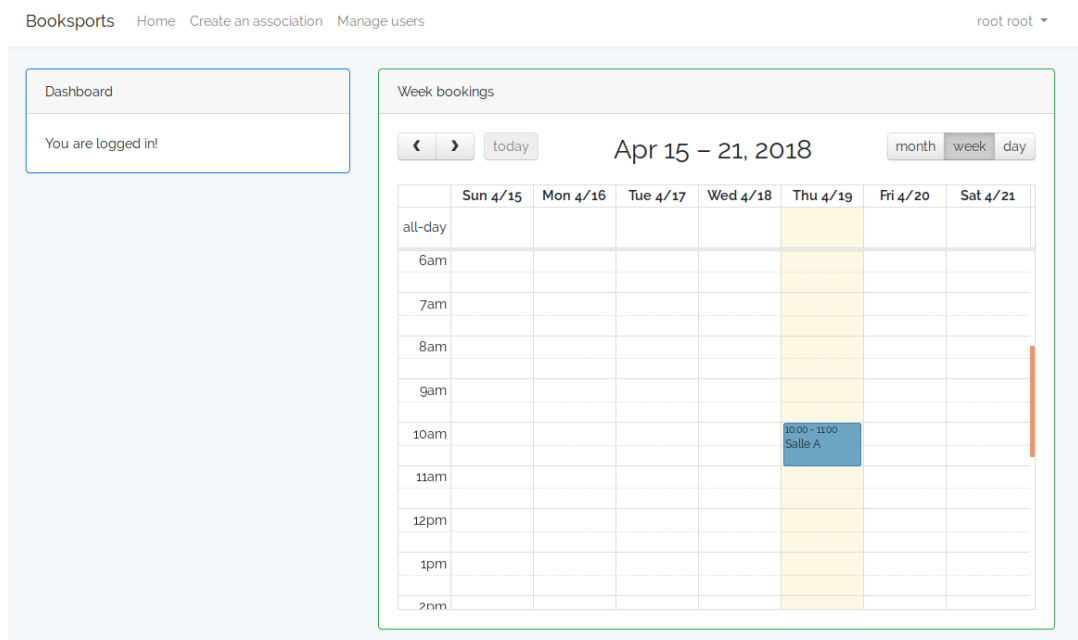 Booksports Home Create an association Manage users root root
Dashboard
You are logged in!
Week bookings
today Apr 15 – 21, 2018 month week day
Sun 4/15 Mon 4/16 Tue 4/17 Wed 4/18 Thu 4/19 Fri 4/20 Sat 4/21
all-day
6am
7am
8am
9am
10am
10:00 - 11:00
Salle A
11am
12pm
1pm
2pm